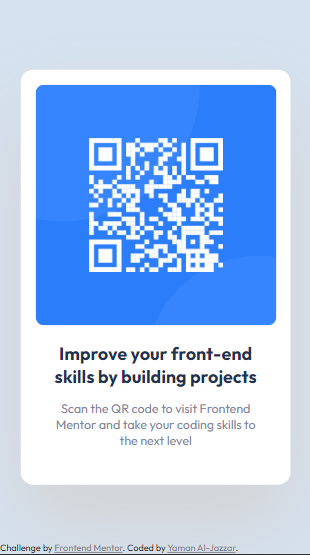 Improve your front-end
skills by building projects
Scan the QR code to visit Frontend
Mentor and take your coding skills to
the next level
Challenge by Frontend Mentor. Coded by Yaman Al-Jazzar.